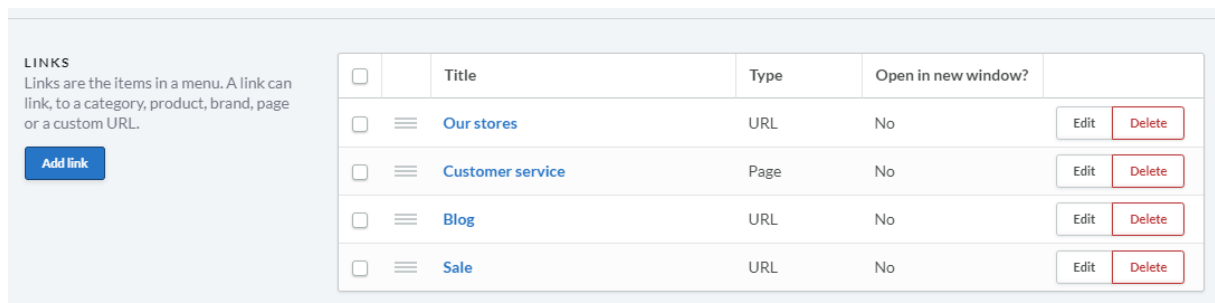 LINKS
Links are the items in a menu. A link can
link, to a category, product, brand, page
or a custom URL.
Add link
Title Type Open in new window?
Our stores URL No Edit Delete
Customer service Page No Edit Delete
Blog URL No Edit Delete
Sale URL No Edit Delete